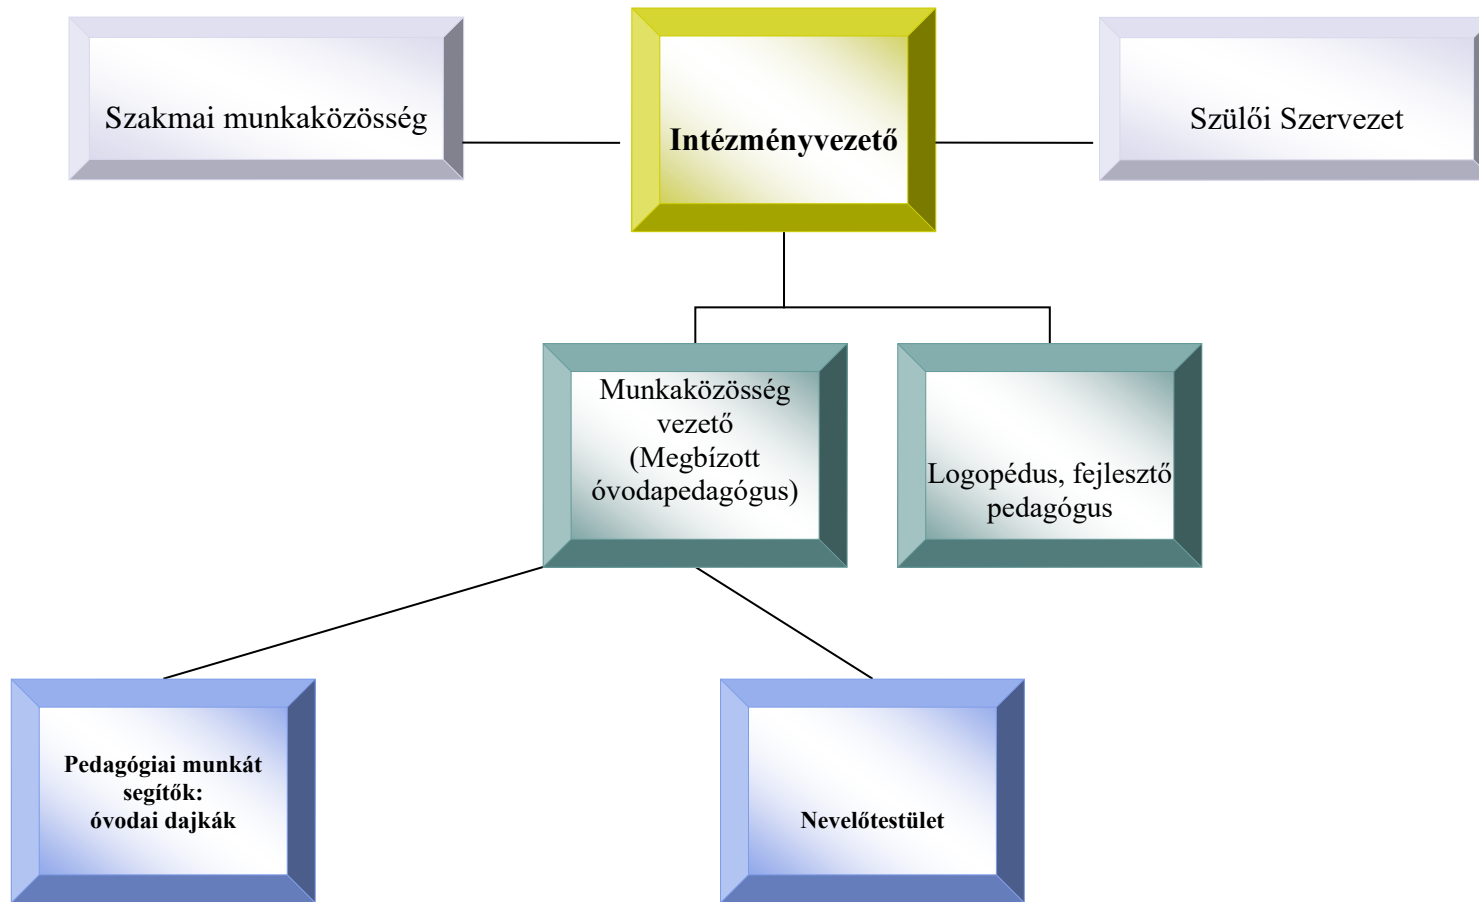 Szakmai munkaközösség
Intézményvezető
Szülői Szervezet
Munkaközösség
vezető
(Megbízott
óvodapedagógus)
Logopédus, fejlesztő
pedagógus
Pedagógiai munkát
segítők:
óvodai dajkák
Nevelőtestület